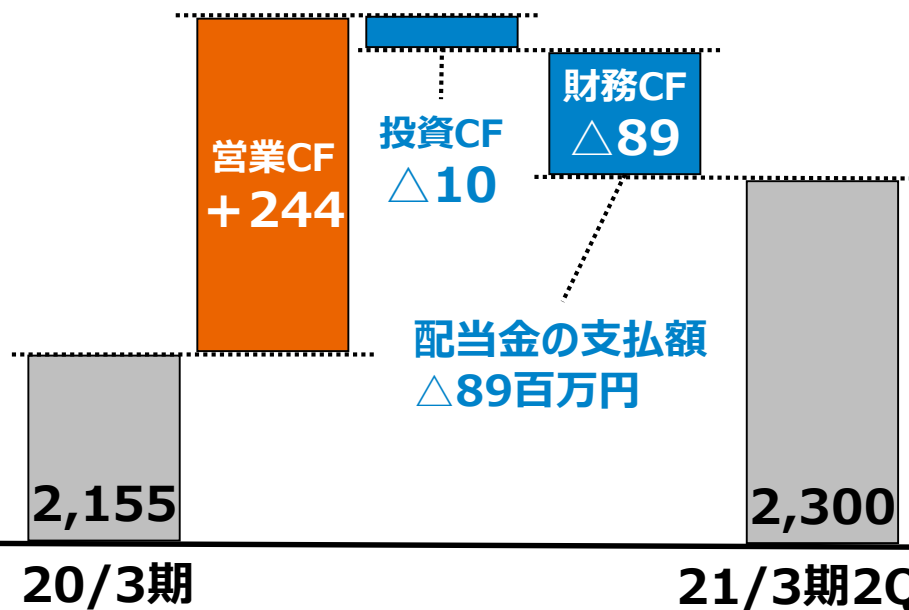 営業CF
＋244
投資CF
△10
財務CF
△89
配当金の支払額
△89百万円
2,155
2,300
20/3期
21/3期2Q